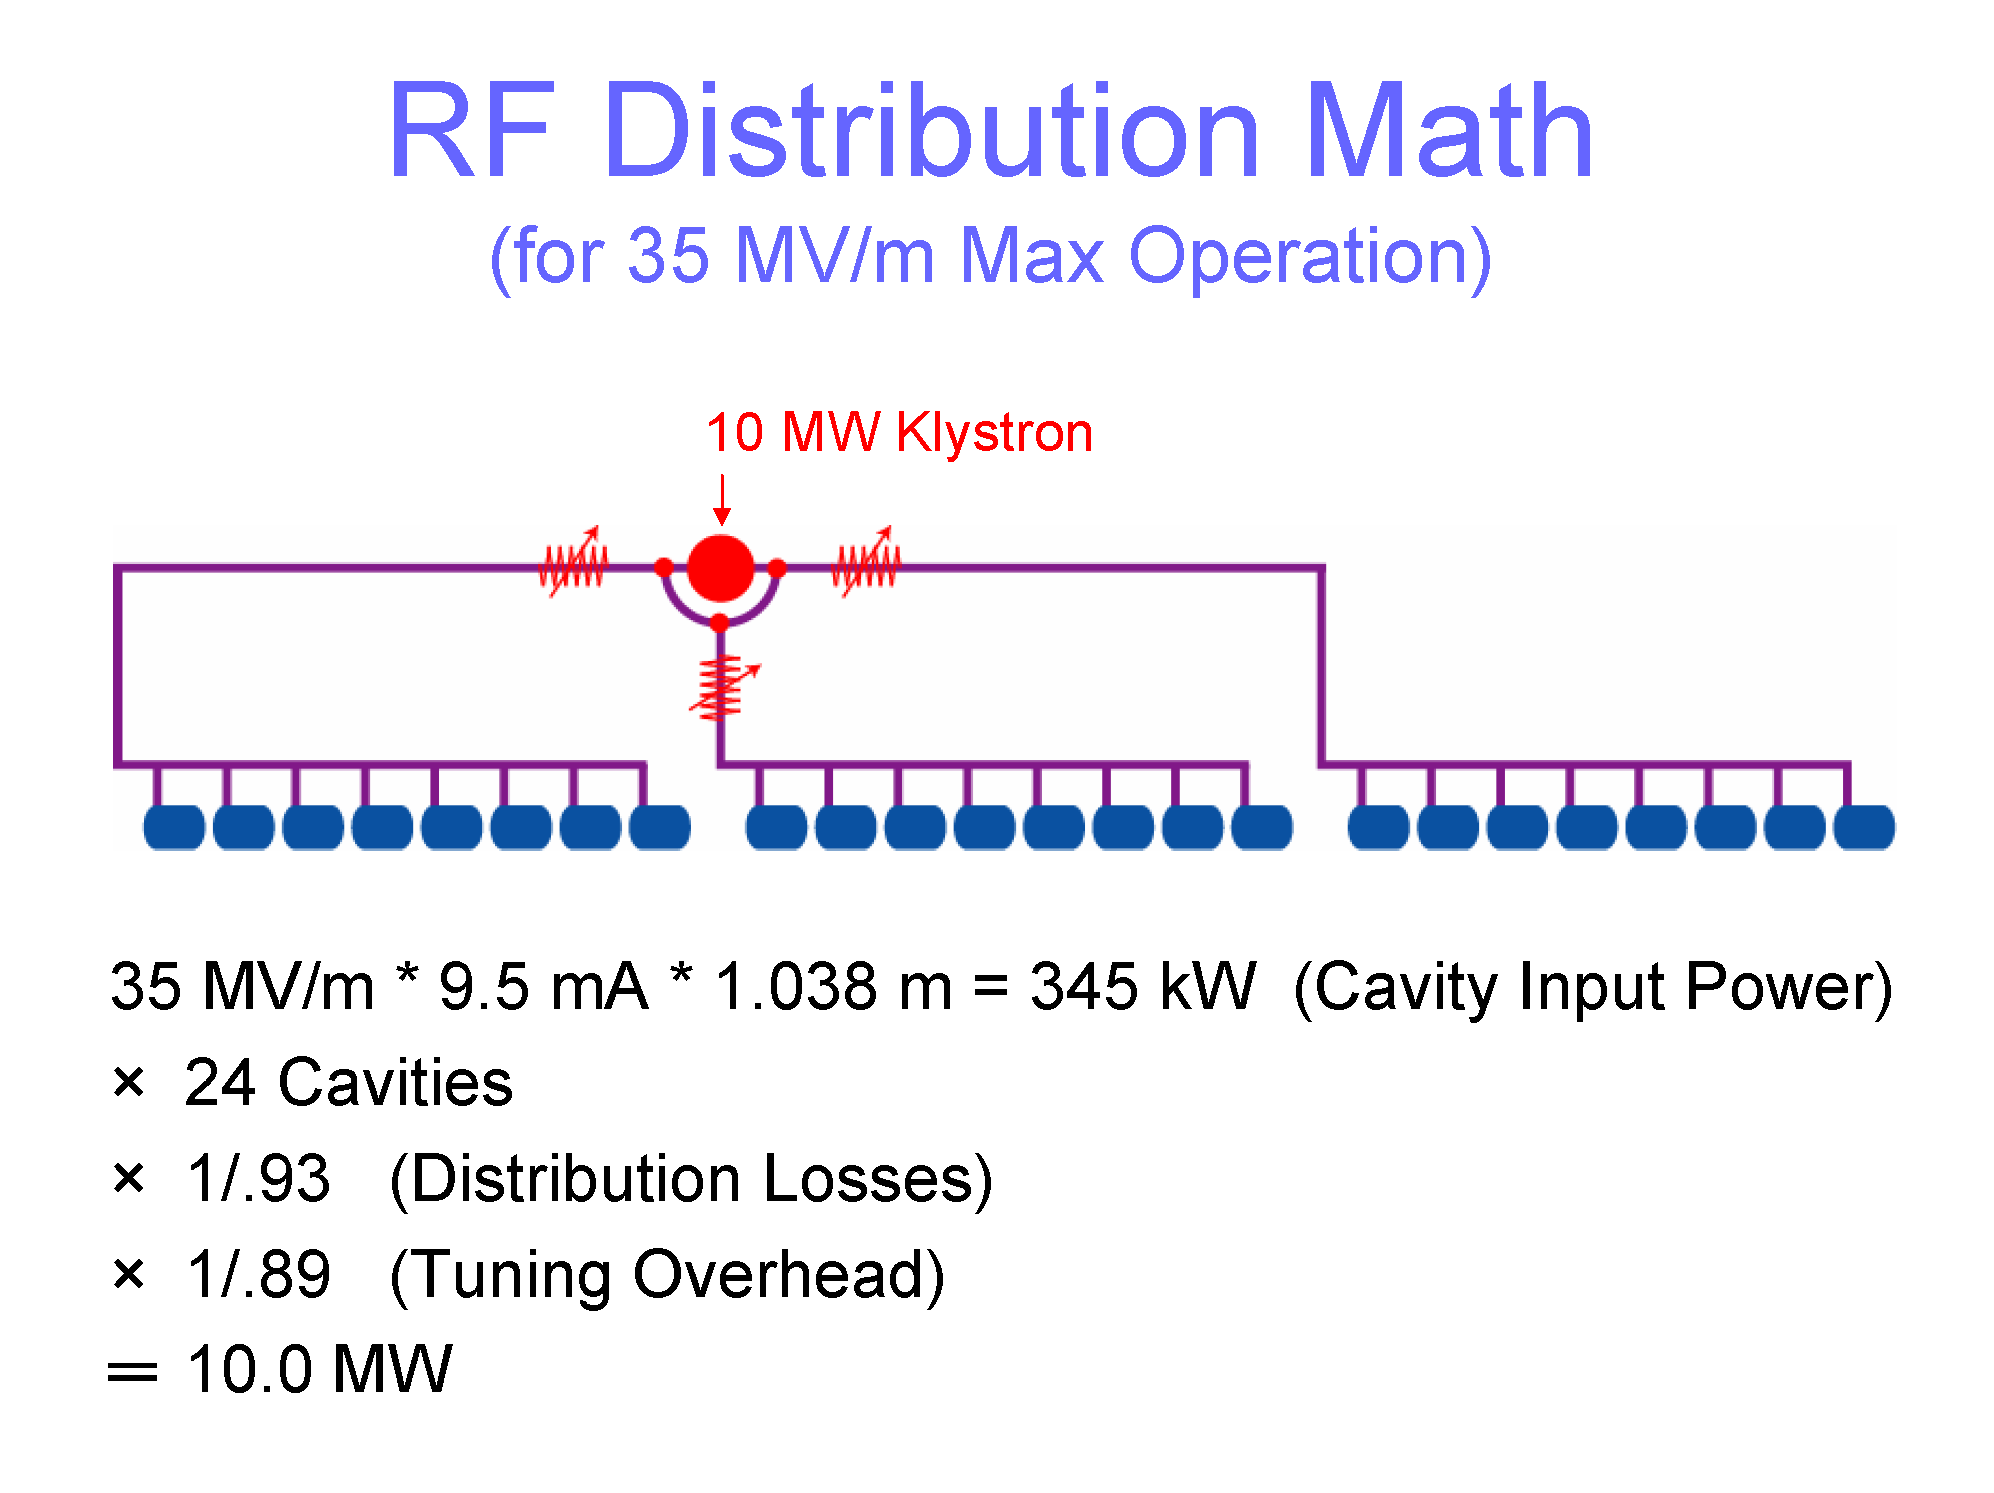 RF Distribution Math
(for 35 MV/m Max Operation)
10 MW Klystron
35 MV/m * 9.5 mA * 1.038 m = 345 kW (Cavity Input Power)
× 24 Cavities
× 1/.93 (Distribution Losses)
× 1/.89 (Tuning Overhead)
= 10.0 MW